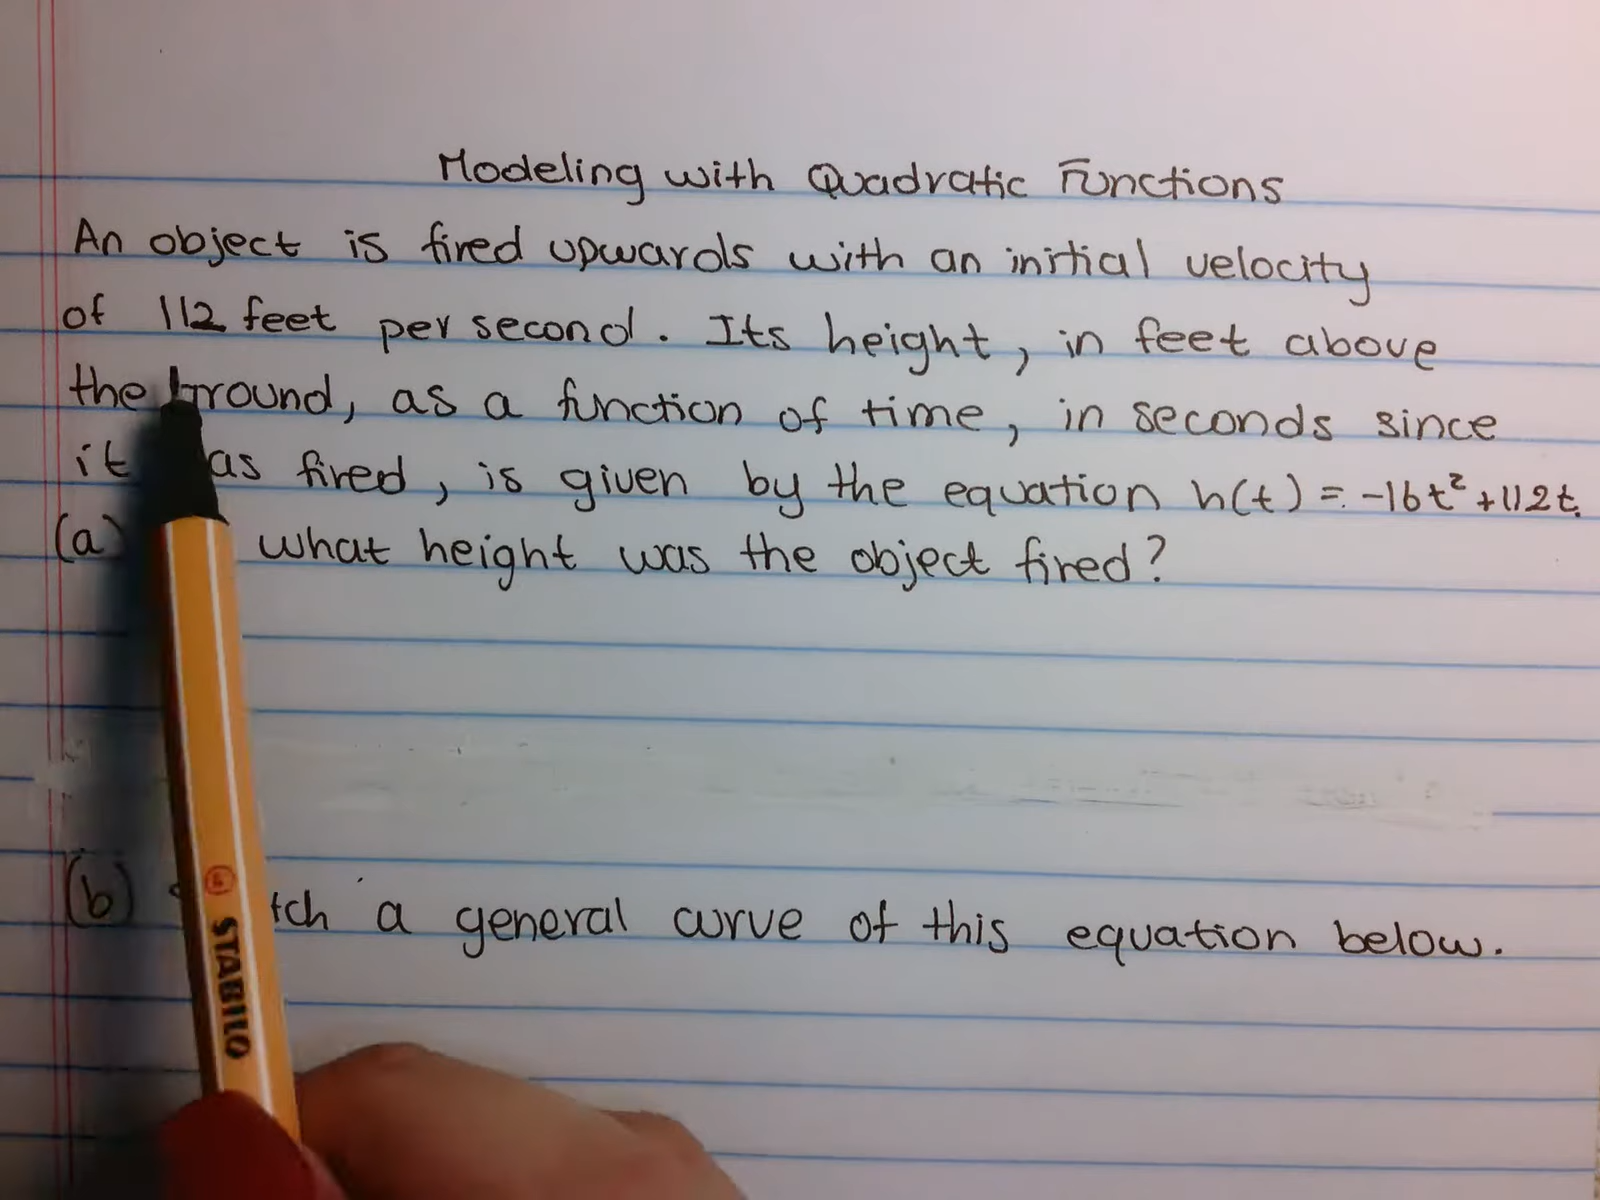 Modeling with Quadratic Functions
An object is fired upwards with an initial velocity
of 112 feet per second. Its height, in feet above
the ground, as a function of time, in seconds since
it was fired, is given by the equation h(t) = -16t² + 112t.
(a) what height was the object fired?
(b) Sketch a general curve of this equation below.
STABILO